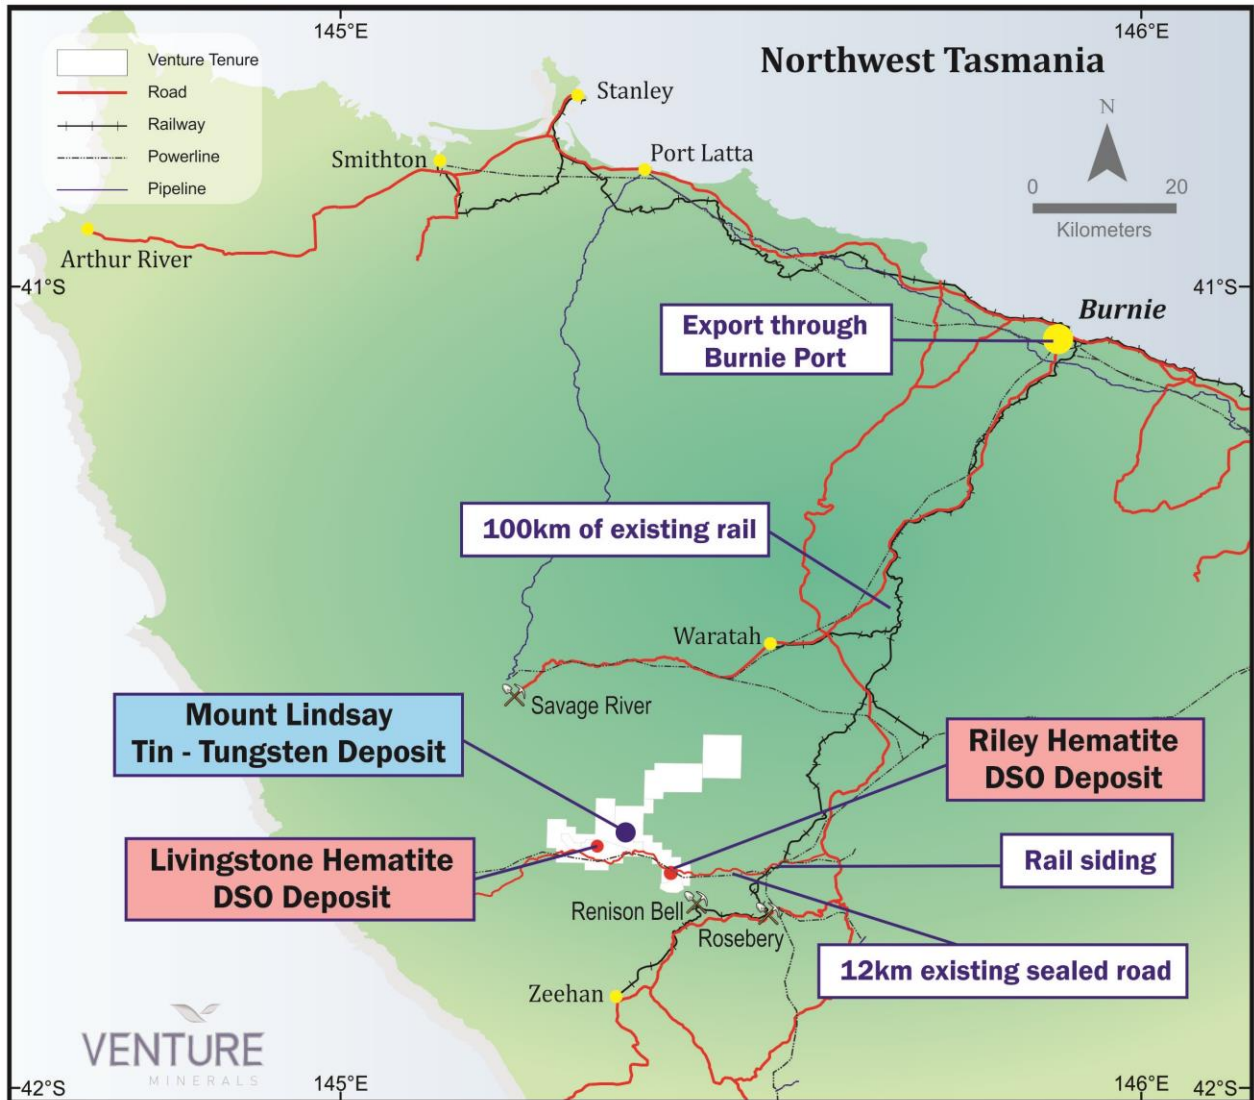 145°E
146°E
Northwest Tasmania
Venture Tenure
Road
Railway
Powerline
Pipeline
N
0 20
Kilometers
Stanley
Smithton
Port Latta
Arthur River
41°S
41°S
Burnie
Export through
Burnie Port
100km of existing rail
Waratah
Savage River
Mount Lindsay
Tin - Tungsten Deposit
Riley Hematite
DSO Deposit
Livingstone Hematite
DSO Deposit
Rail siding
Renison Bell
Rosebery
12km existing sealed road
Zeehan
VENTURE
MINERALS
42°S
145°E
146°E
42°S